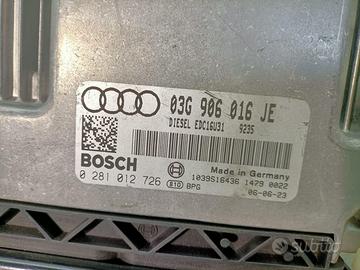 03G 906 016 JE
DIESEL EDC16U31 9235
BOSCH
Made in Germany
1039S16436 1479 0022
0 281 012 726 E10 BPG
06-06-23
subito